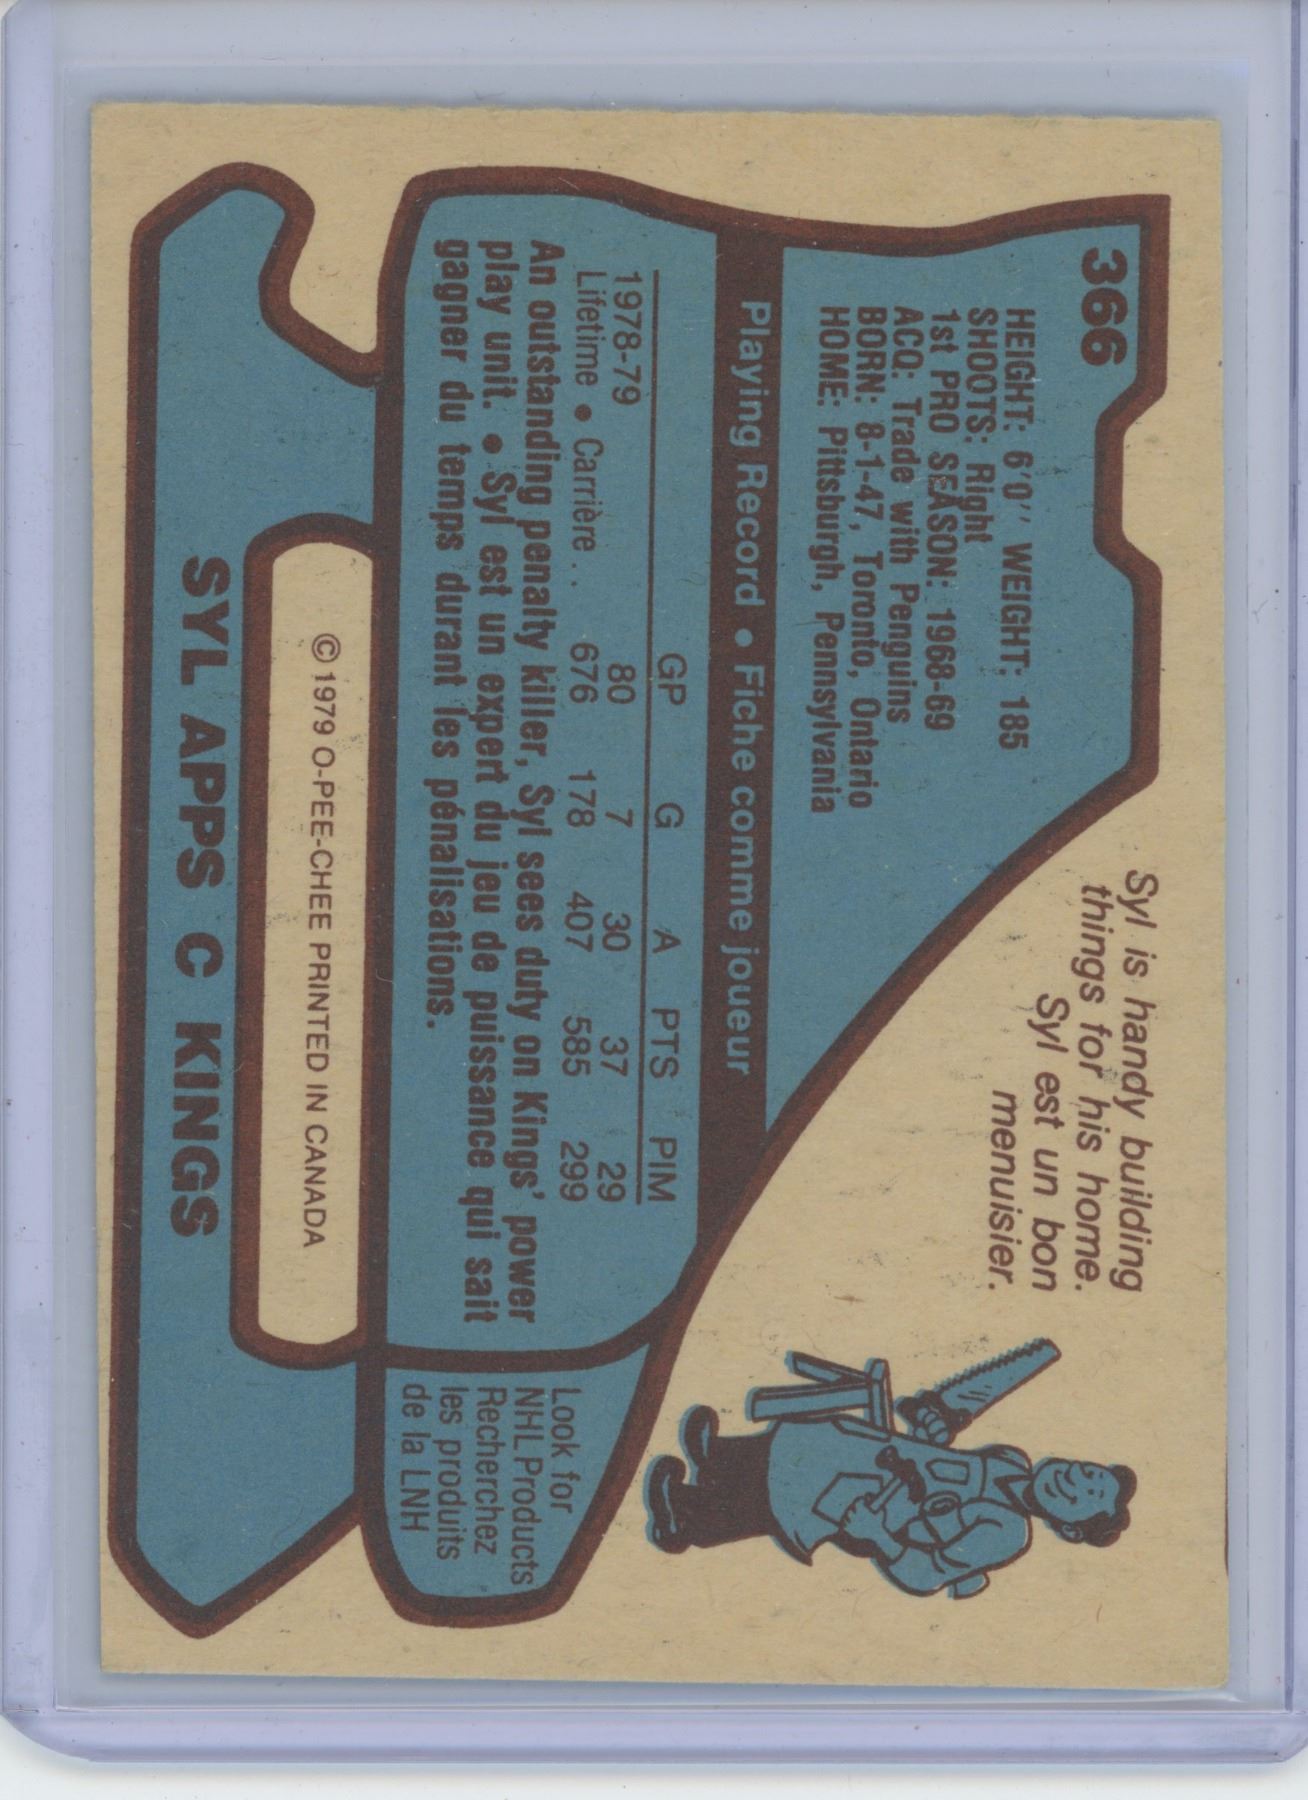 366
HEIGHT: 6'0'' WEIGHT: 185
SHOOTS: Right
1st PRO SEASON: 1968-69
ACQ: Trade with Penguins
BORN: 8-1-47, Toronto, Ontario
HOME: Pittsburgh, Pennsylvania
Syl is handy building
things for his home.
Syl est un bon
menuisier.
Playing Record • Fiche comme joueur
GP G A PTS PIM
1978-79 80 7 30 37 29
Lifetime • Carrière . . 676 178 407 585 299
An outstanding penalty killer, Syl sees duty on Kings' power
play unit. • Syl est un expert du jeu de puissance qui sait
gagner du temps durant les pénalisations.
Look for
NHL Products
Recherchez
les produits
de la LNH
© 1979 O-PEE-CHEE PRINTED IN CANADA
SYL APPS C KINGS